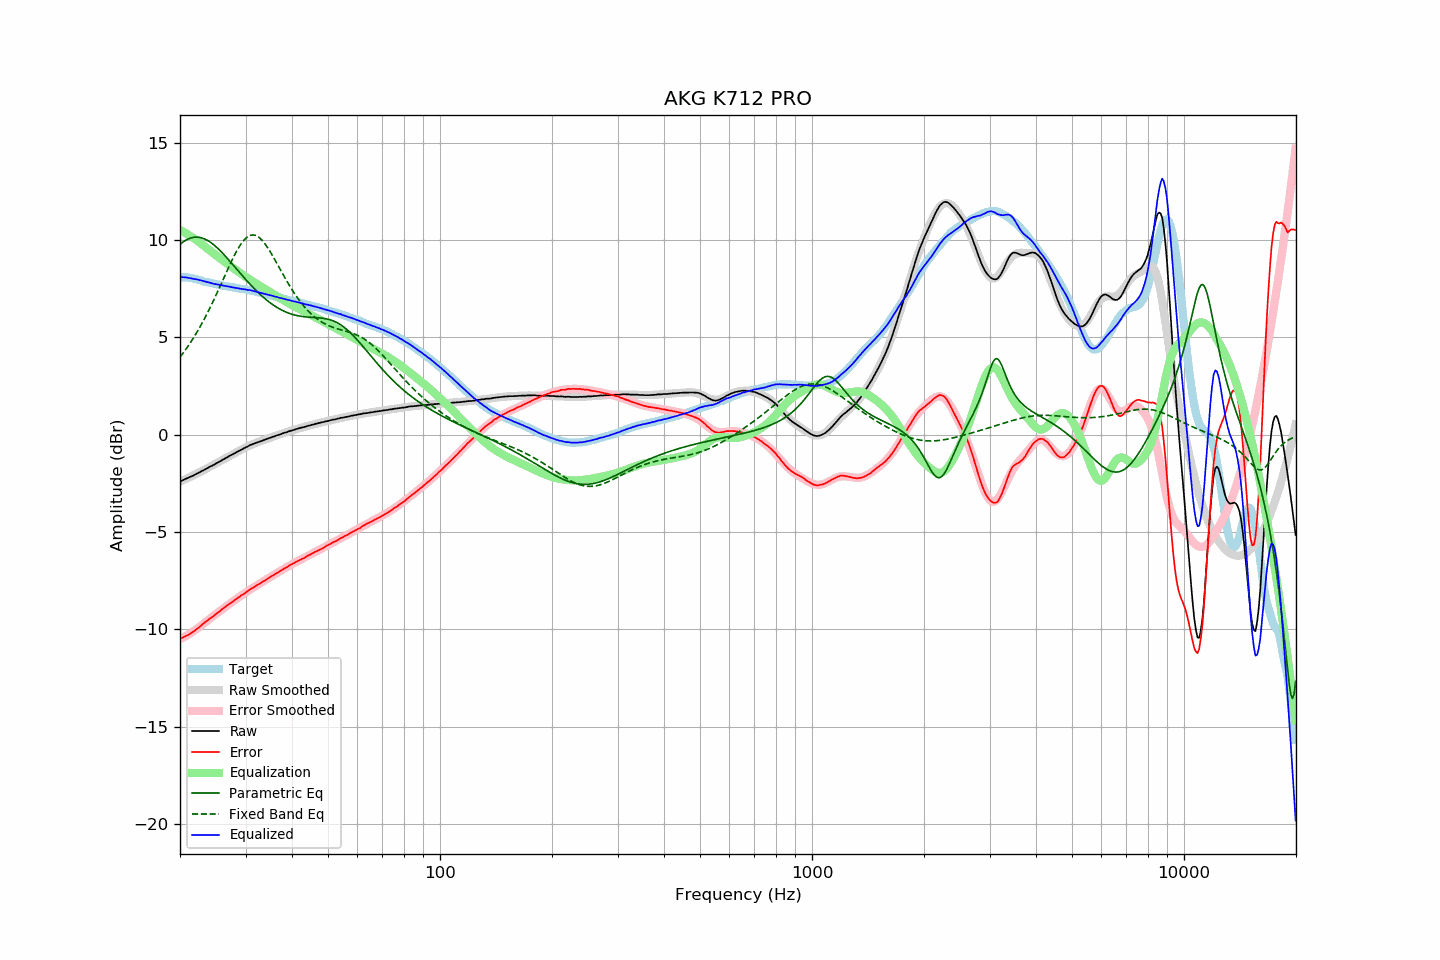 AKG K712 PRO
15
10
5
0
−5
−10
−15
−20
Amplitude (dBr)
Target
Raw Smoothed
Error Smoothed
Raw
Error
Equalization
Parametric Eq
Fixed Band Eq
Equalized
100
1000
10000
Frequency (Hz)